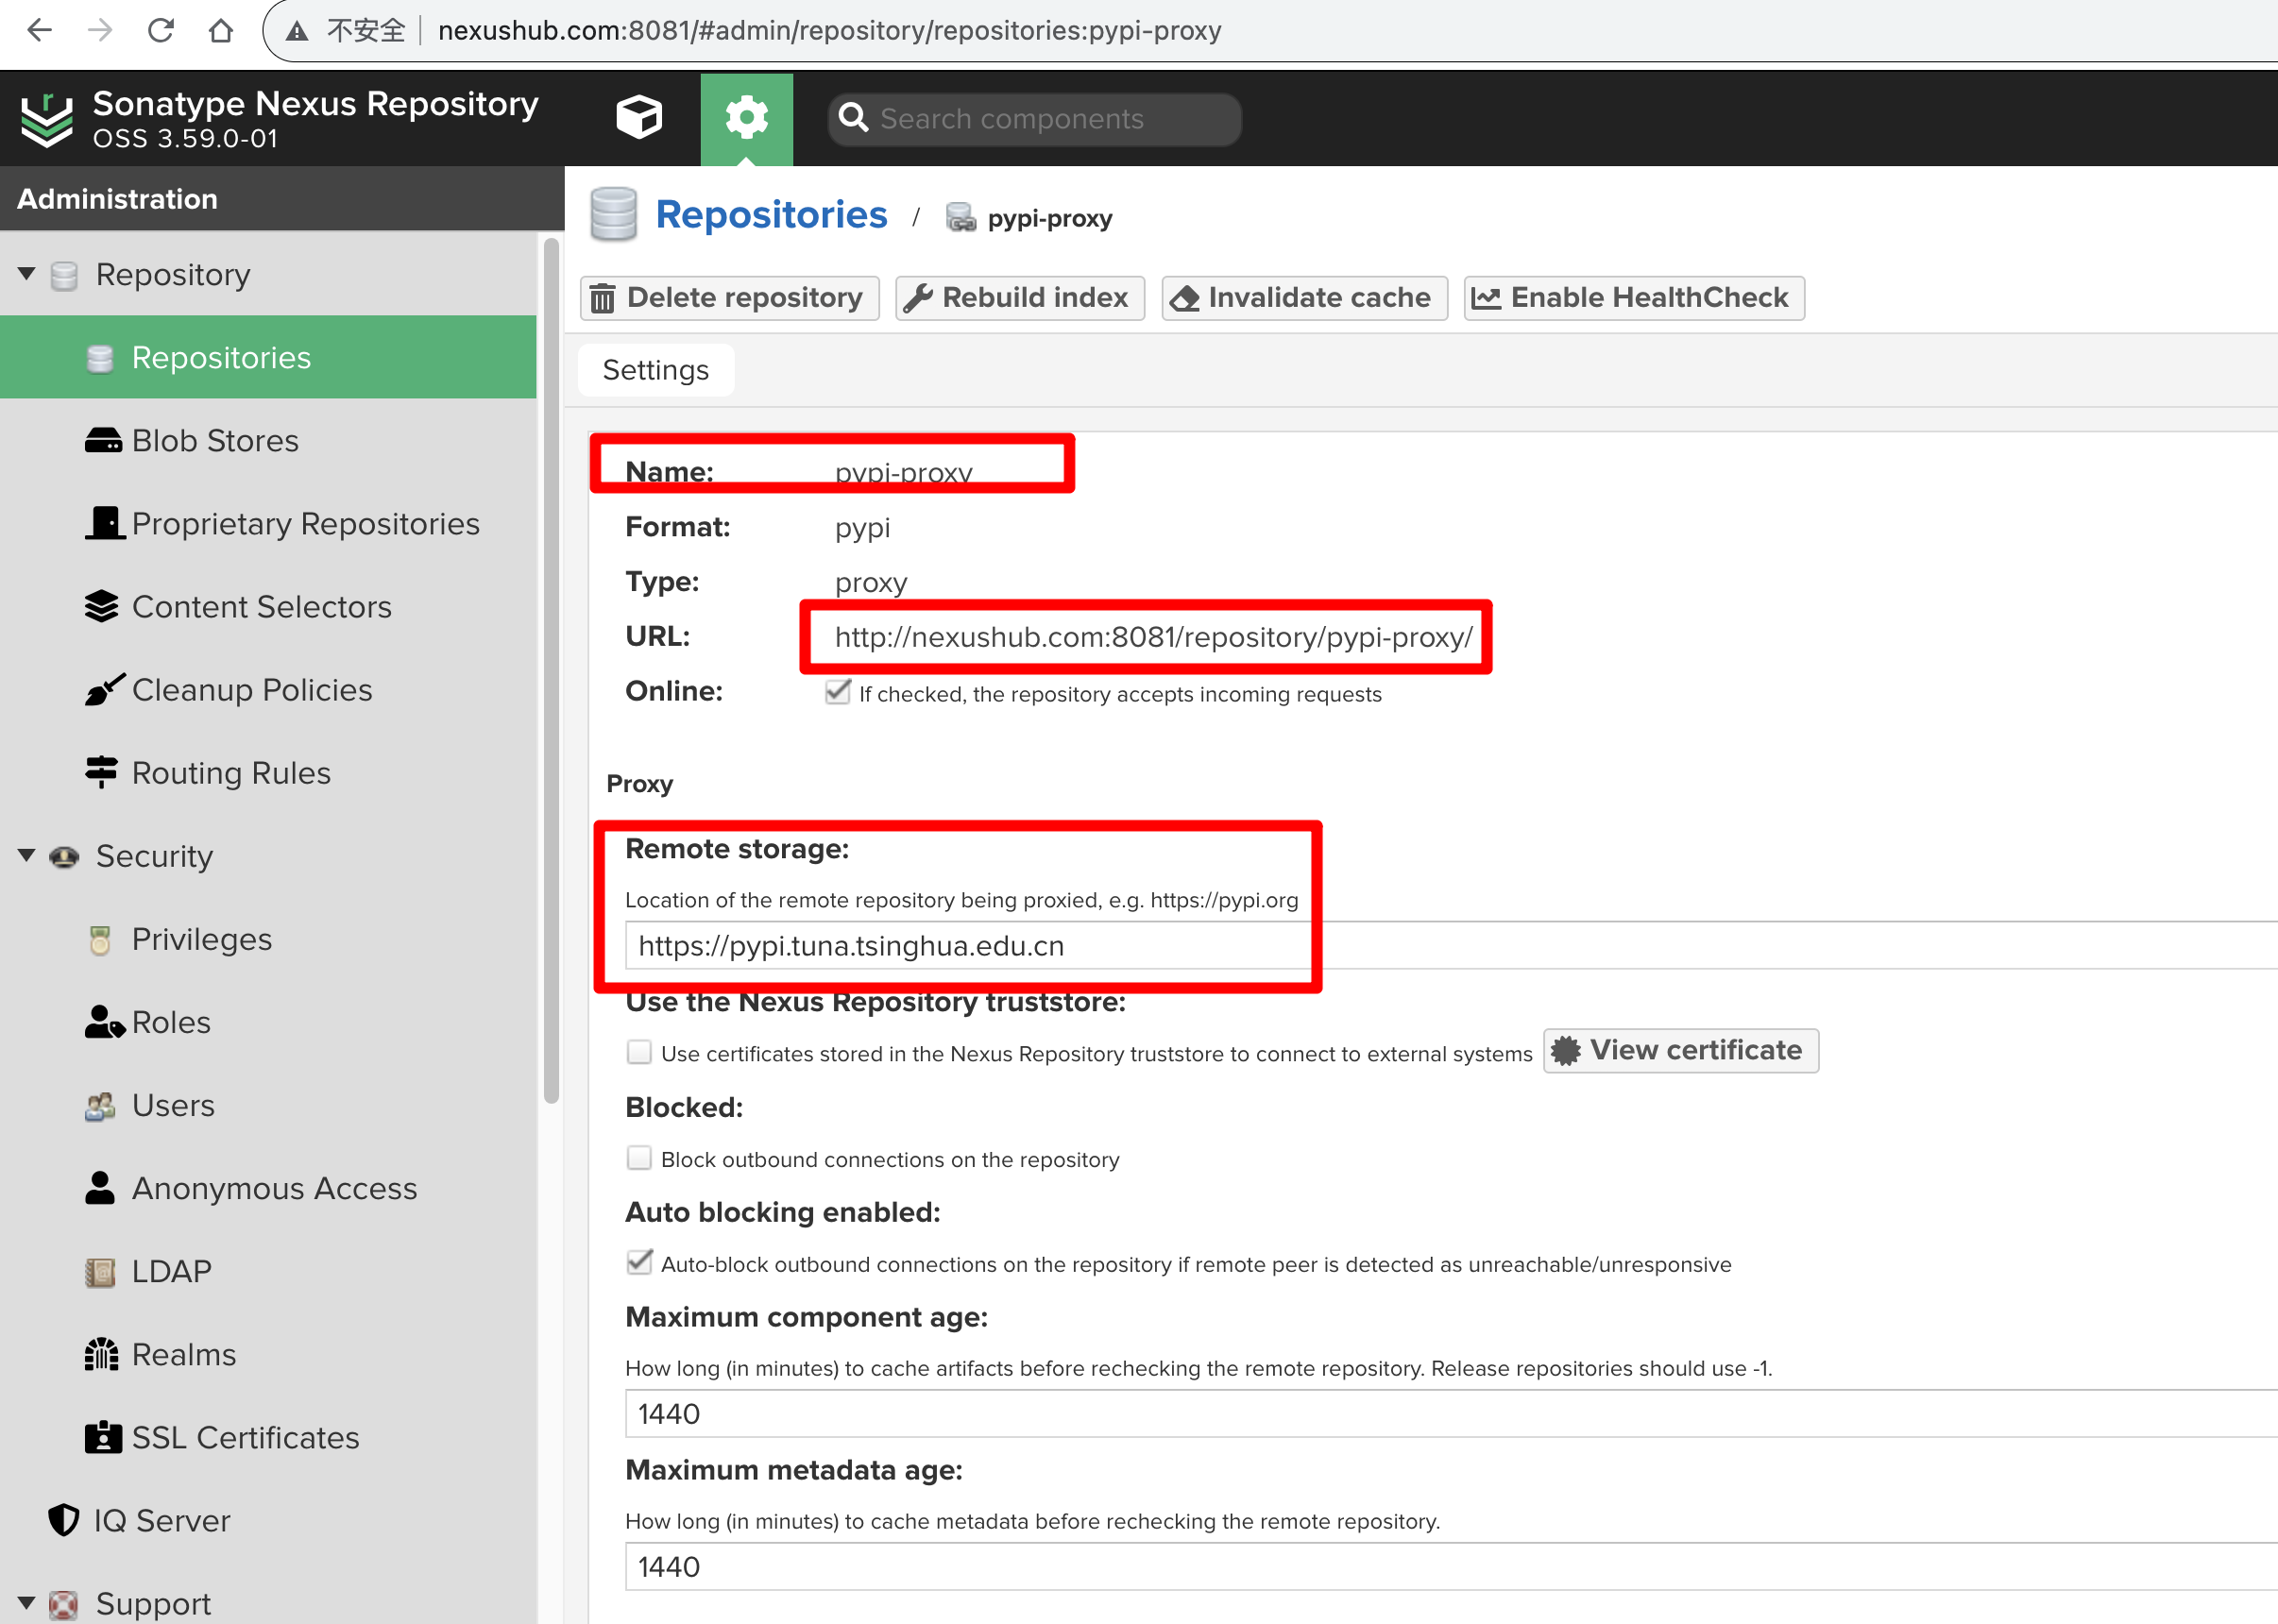 不安全 nexushub.com:8081/#admin/repository/repositories:pypi-proxy
Sonatype Nexus Repository
OSS 3.59.0-01
Search components
Administration
Repository
Repositories
Blob Stores
Proprietary Repositories
Content Selectors
Cleanup Policies
Routing Rules
Security
Privileges
Roles
Users
Anonymous Access
LDAP
Realms
SSL Certificates
IQ Server
Support
Repositories / pypi-proxy
Delete repository Rebuild index Invalidate cache Enable HealthCheck
Settings
Name: pypi-proxy
Format: pypi
Type: proxy
URL: http://nexushub.com:8081/repository/pypi-proxy/
Online: If checked, the repository accepts incoming requests
Proxy
Remote storage:
Location of the remote repository being proxied, e.g. https://pypi.org
https://pypi.tuna.tsinghua.edu.cn
Use the Nexus Repository truststore:
Use certificates stored in the Nexus Repository truststore to connect to external systems View certificate
Blocked:
Block outbound connections on the repository
Auto blocking enabled:
Auto-block outbound connections on the repository if remote peer is detected as unreachable/unresponsive
Maximum component age:
How long (in minutes) to cache artifacts before rechecking the remote repository. Release repositories should use -1.
1440
Maximum metadata age:
How long (in minutes) to cache metadata before rechecking the remote repository.
1440